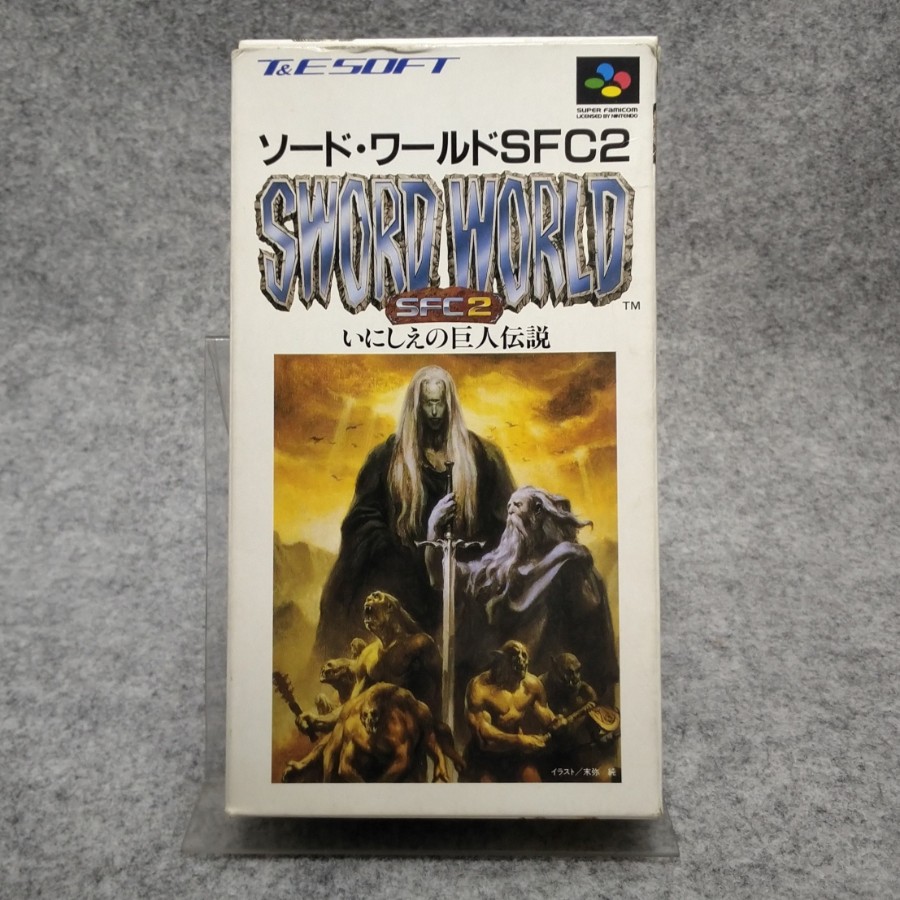 T&E SOFT
SUPER FAMICOM
LICENSED BY NINTENDO
ソード・ワールドSFC2
SWORD WORLD
TM
SFC2
いにしえの巨人伝説
イラスト／末弥 純